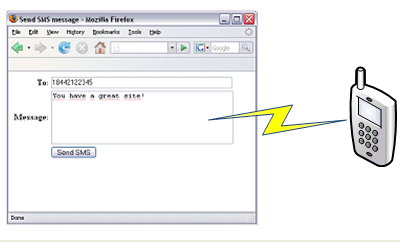 Send SMS message - Mozilla Firefox
File Edit View History Bookmarks Tools Help
Google
To: 18442122345
You have a great site!
Message:
Send SMS
Done